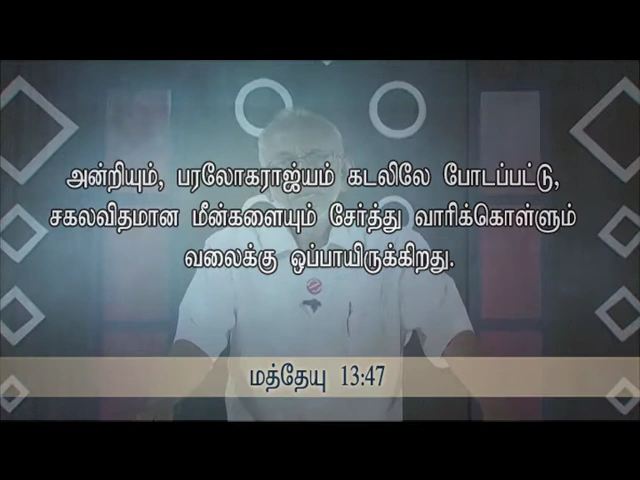 அன்றியும், பரலோகராஜ்யம் கடலிலே போடப்பட்டு,
சகலவிதமான மீன்களையும் சேர்த்து வாரிக்கொள்ளும்
வலைக்கு ஒப்பாயிருக்கிறது.
மத்தேயு 13:47